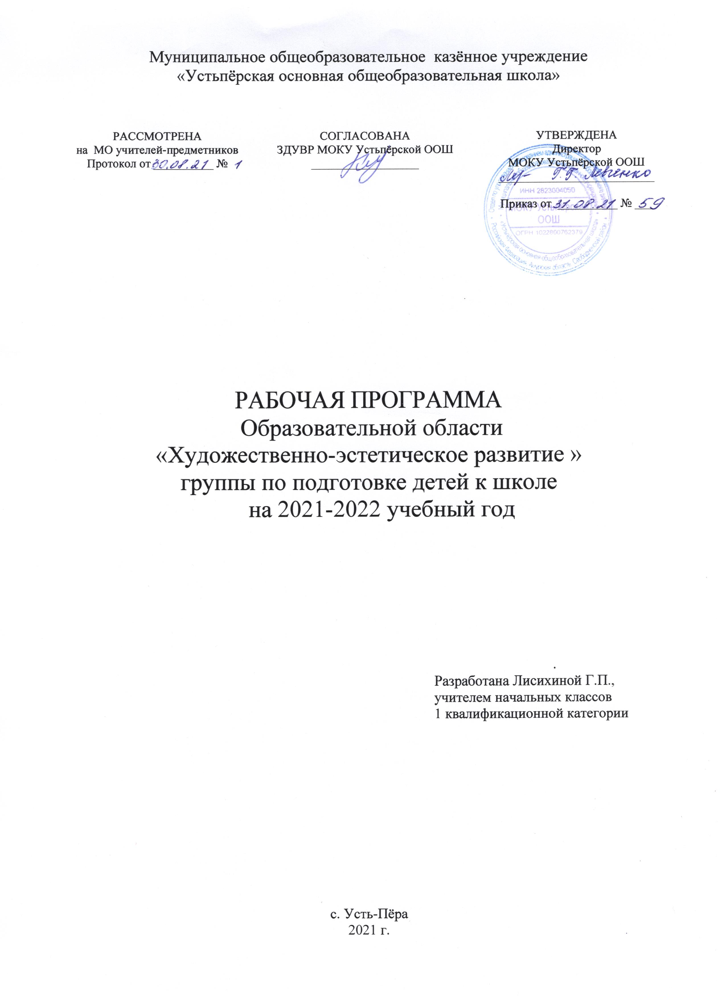 Муниципальное общеобразовательное казённое учреждение
«Устьпёрская основная общеобразовательная школа»
РАССМОТРЕНА
на МО учителей-предметников
Протокол от 30.08.21 № 1
СОГЛАСОВАНА
ЗДУВР МОКУ Устьпёрской ООШ
УТВЕРЖДЕНА
Директор
МОКУ Устьпёрской ООШ
Г.Г. Левченко
Приказ от 31.08.21 № 59
ИНН 2823004050
МОКУ Устьпёрская
ООШ
ОГРН 1022800762379
«Устьпёрская основная общеобразовательная школа»
Российская Федерация Амурская область Свободненский район
РАБОЧАЯ ПРОГРАММА
Образовательной области
«Художественно-эстетическое развитие »
группы по подготовке детей к школе
на 2021-2022 учебный год
Разработана Лисихиной Г.П.,
учителем начальных классов
1 квалификационной категории
с. Усть-Пёра
2021 г.